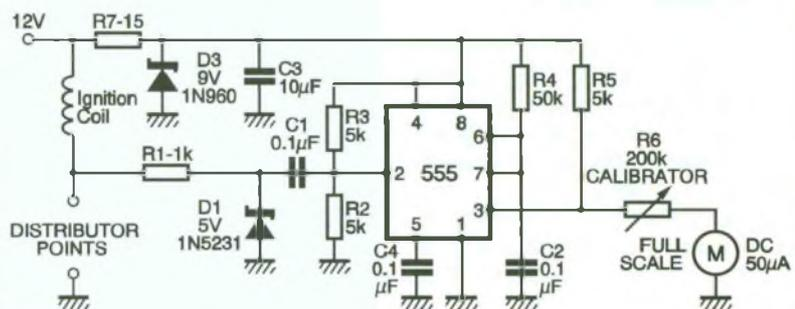 12V
R7-15
D3
9V
1N960
C3
10μF
Ignition
Coil
R3
5k
4
8
R4
50k
R5
5k
6
C1
0.1μF
R1-1k
2
555
7
3
R6
200k
CALIBRATOR
D1
5V
1N5231
R2
5k
5
1
DISTRIBUTOR
POINTS
C4
0.1
μF
C2
0.1
μF
FULL
SCALE
M
DC
50μA